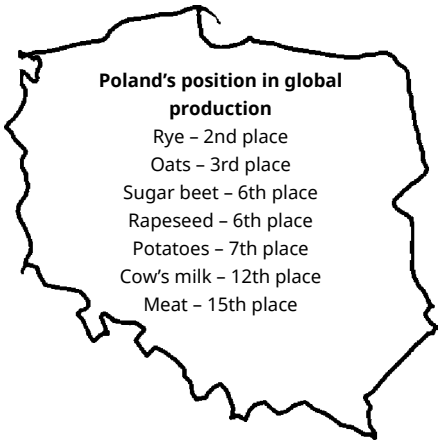 Poland’s position in global
production
Rye – 2nd place
Oats – 3rd place
Sugar beet – 6th place
Rapeseed – 6th place
Potatoes – 7th place
Cow’s milk – 12th place
Meat – 15th place